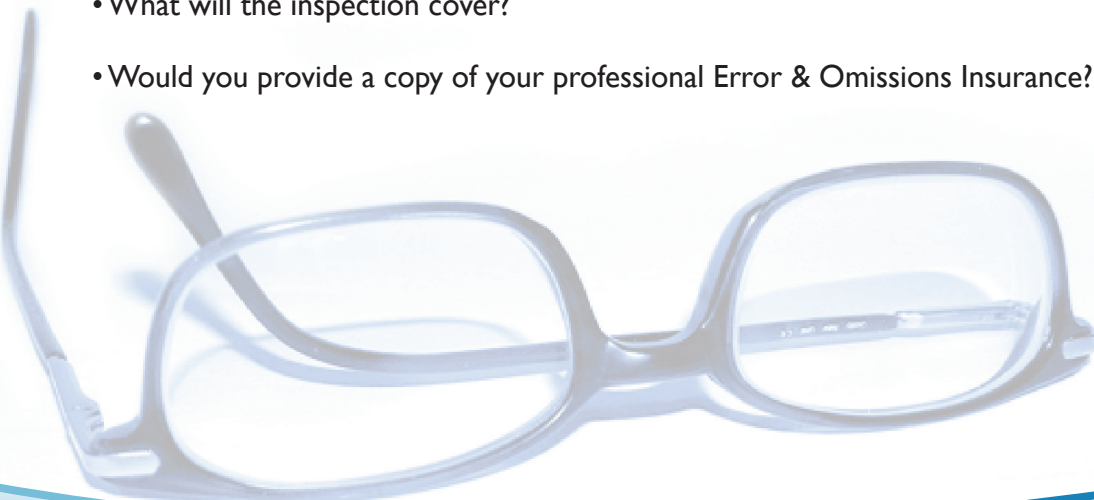 • What will the inspection cover?
• Would you provide a copy of your professional Error & Omissions Insurance?